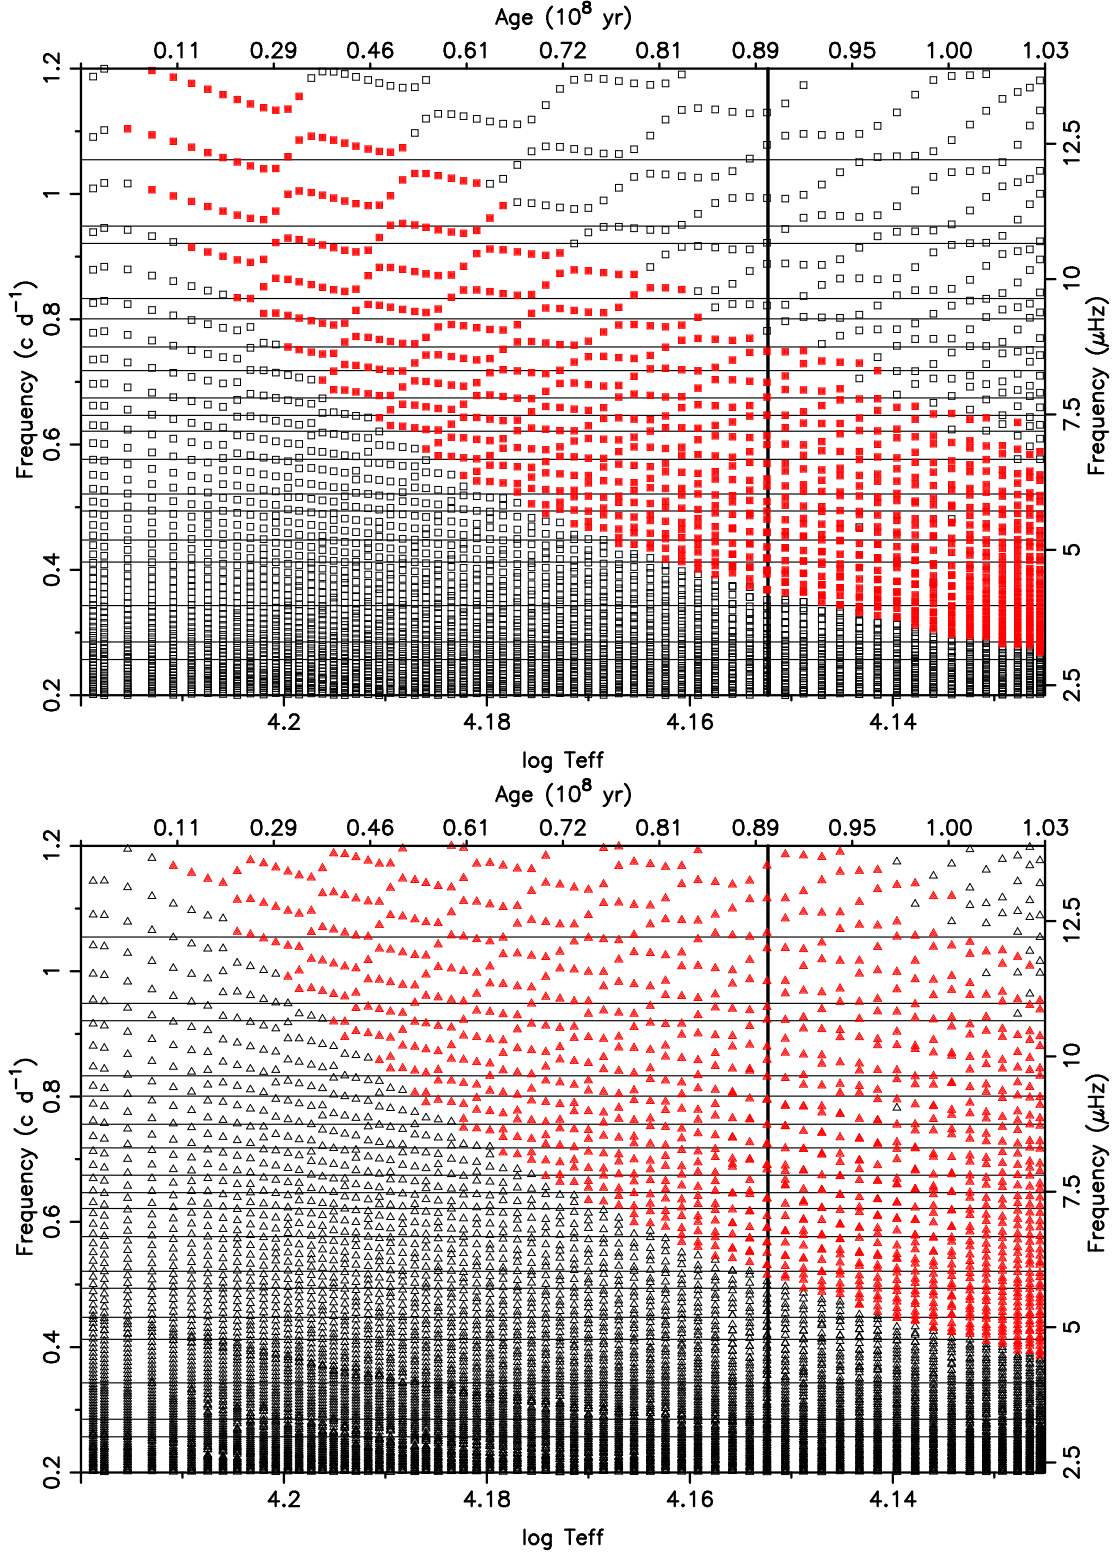 Age (10⁸ yr)
0.11 0.29 0.46 0.61 0.72 0.81 0.89 0.95 1.00 1.03
1.2
12.5
1
Frequency (c d⁻¹)
10
Frequency (μHz)
0.8
7.5
0.6
5
0.4
2.5
0.2
4.2 4.18 4.16 4.14
log Teff
Age (10⁸ yr)
0.11 0.29 0.46 0.61 0.72 0.81 0.89 0.95 1.00 1.03
1.2
12.5
1
Frequency (c d⁻¹)
10
Frequency (μHz)
0.8
7.5
0.6
5
0.4
2.5
0.2
4.2 4.18 4.16 4.14
log Teff